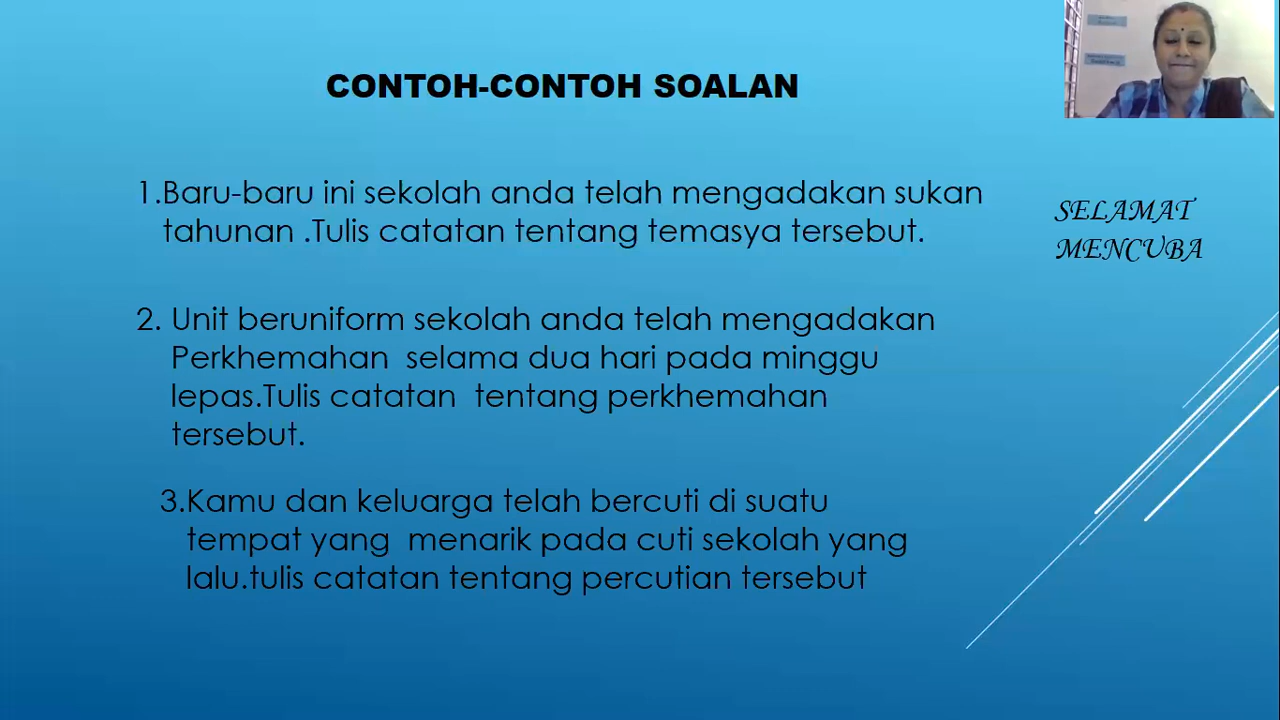 CONTOH-CONTOH SOALAN
1.Baru-baru ini sekolah anda telah mengadakan sukan
tahunan .Tulis catatan tentang temasya tersebut.
SELAMAT
MENCUBA
2. Unit beruniform sekolah anda telah mengadakan
Perkhemahan selama dua hari pada minggu
lepas.Tulis catatan tentang perkhemahan
tersebut.
3.Kamu dan keluarga telah bercuti di suatu
tempat yang menarik pada cuti sekolah yang
lalu.tulis catatan tentang percutian tersebut